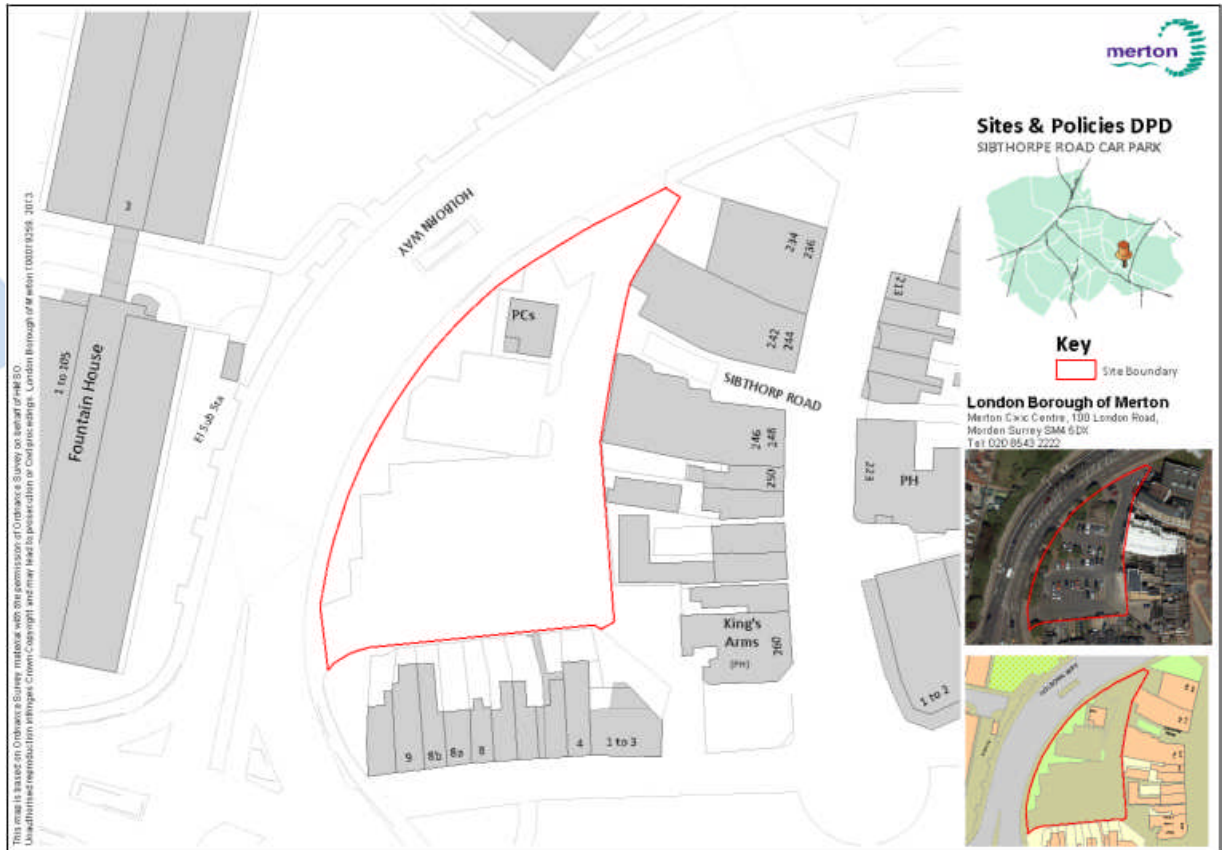 merton
Sites & Policies DPD
SIBTHORPE ROAD CAR PARK
Key
Site Boundary
London Borough of Merton
Merton Civic Centre, 100 London Road,
Morden Surrey SM4 5DX
Tel: 020 8543 2222
HOLBORN WAY
3
PCs
234
236
213
242
244
1 to 105
Fountain House
El Sub Sta
SIBTHORP ROAD
246
248
250
223
PH
King's
Arms
(PH)
260
1 to 2
9
8b
8a
8
4
1 to 3
This map is based on Ordnance Survey material with the permission of Ordnance Survey on behalf of HMSO.
Unauthorised reproduction infringes Crown Copyright and may lead to prosecution or Civil proceedings. London Borough of Merton 100019259. 2013.
HOLBORN WAY